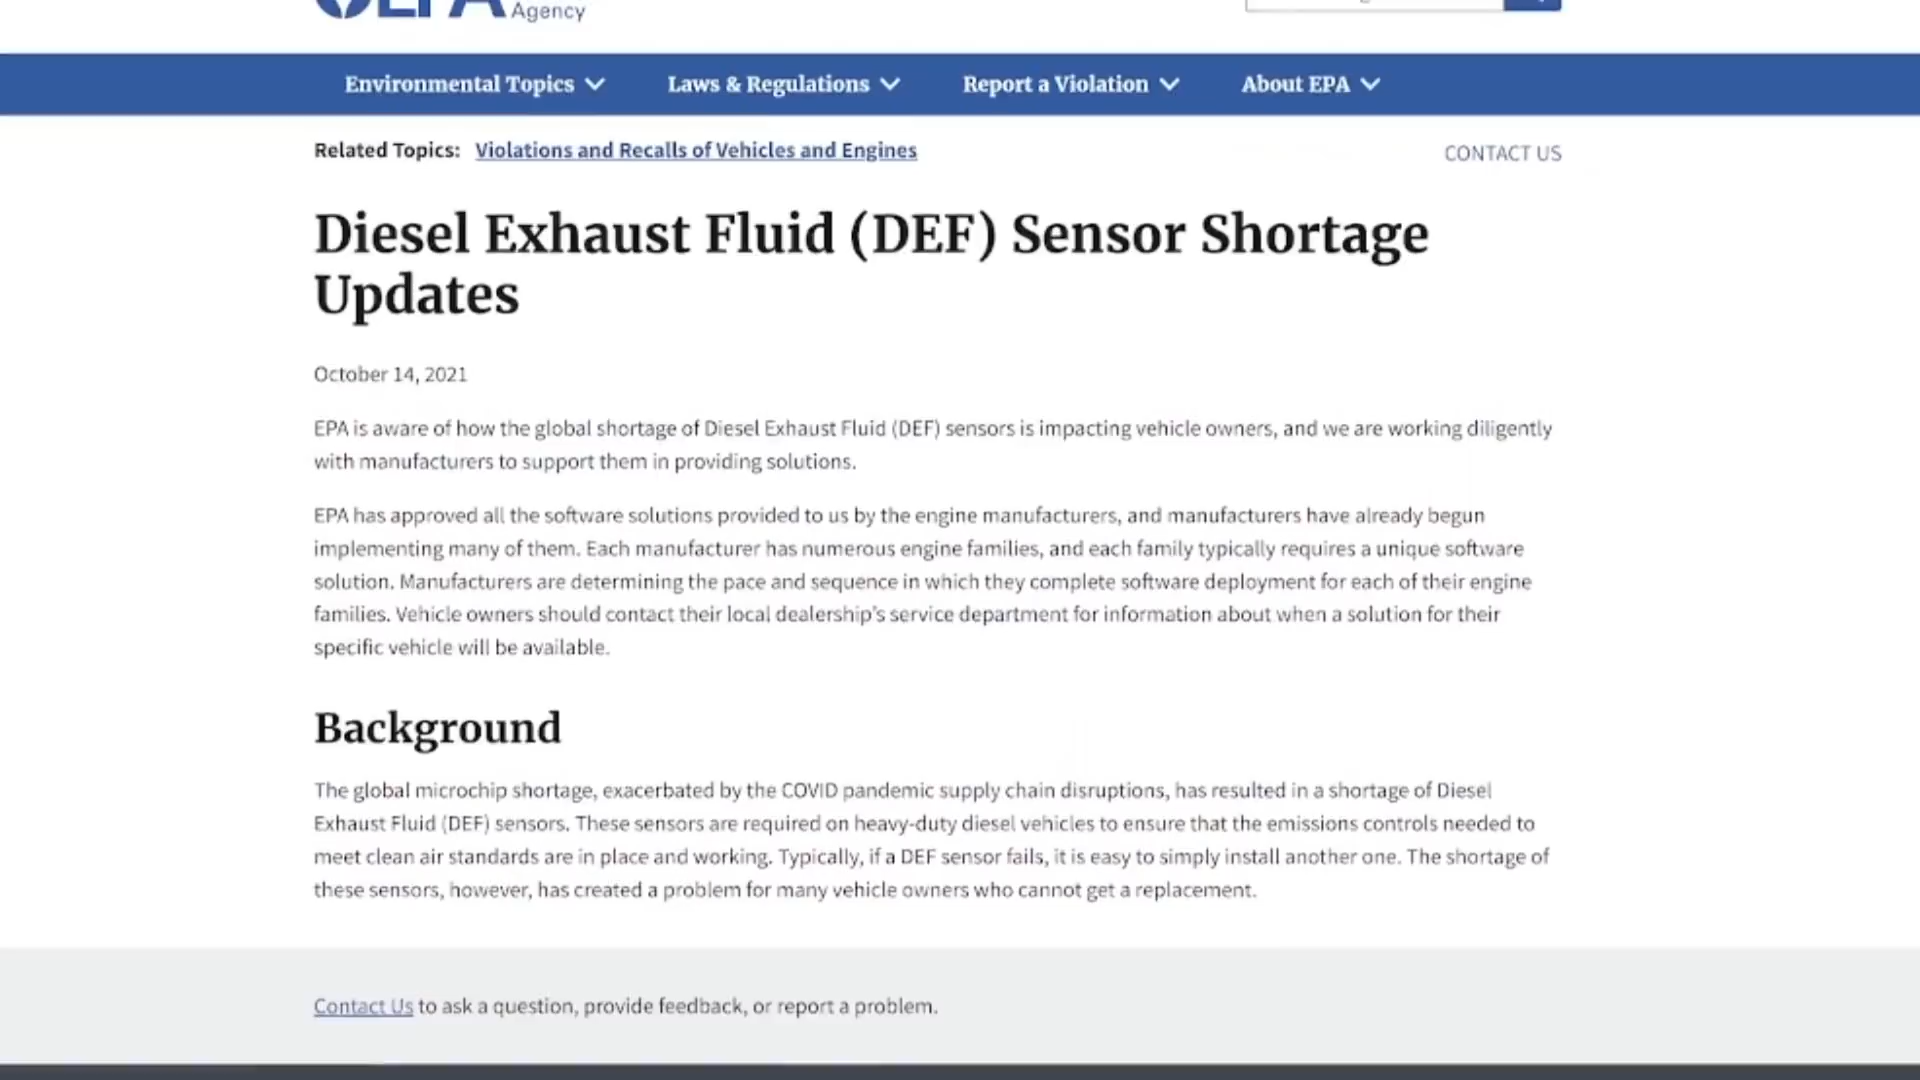 EPA Agency
Environmental Topics Laws & Regulations Report a Violation About EPA
Related Topics: Violations and Recalls of Vehicles and Engines CONTACT US
Diesel Exhaust Fluid (DEF) Sensor Shortage
Updates
October 14, 2021
EPA is aware of how the global shortage of Diesel Exhaust Fluid (DEF) sensors is impacting vehicle owners, and we are working diligently
with manufacturers to support them in providing solutions.
EPA has approved all the software solutions provided to us by the engine manufacturers, and manufacturers have already begun
implementing many of them. Each manufacturer has numerous engine families, and each family typically requires a unique software
solution. Manufacturers are determining the pace and sequence in which they complete software deployment for each of their engine
families. Vehicle owners should contact their local dealership's service department for information about when a solution for their
specific vehicle will be available.
Background
The global microchip shortage, exacerbated by the COVID pandemic supply chain disruptions, has resulted in a shortage of Diesel
Exhaust Fluid (DEF) sensors. These sensors are required on heavy-duty diesel vehicles to ensure that the emissions controls needed to
meet clean air standards are in place and working. Typically, if a DEF sensor fails, it is easy to simply install another one. The shortage of
these sensors, however, has created a problem for many vehicle owners who cannot get a replacement.
Contact Us to ask a question, provide feedback, or report a problem.